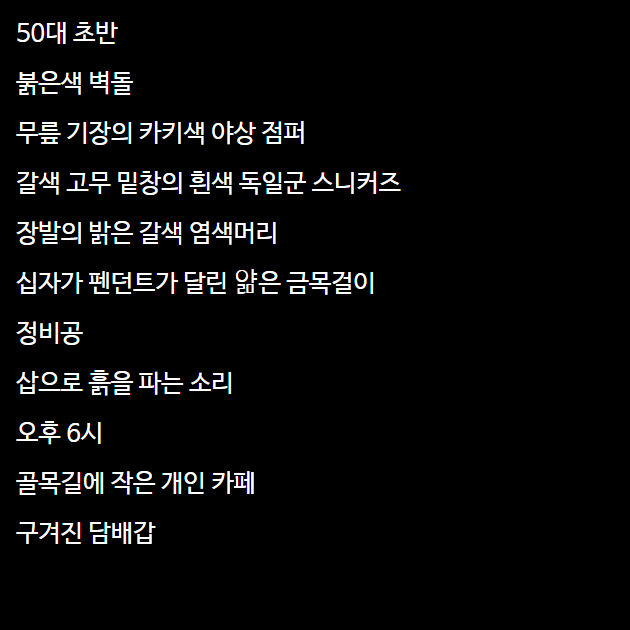 50대 초반
붉은색 벽돌
무릎 기장의 카키색 야상 점퍼
갈색 고무 밑창의 흰색 독일군 스니커즈
장발의 밝은 갈색 염색머리
십자가 펜던트가 달린 얇은 금목걸이
정비공
삽으로 흙을 파는 소리
오후 6시
골목길에 작은 개인 카페
구겨진 담배갑